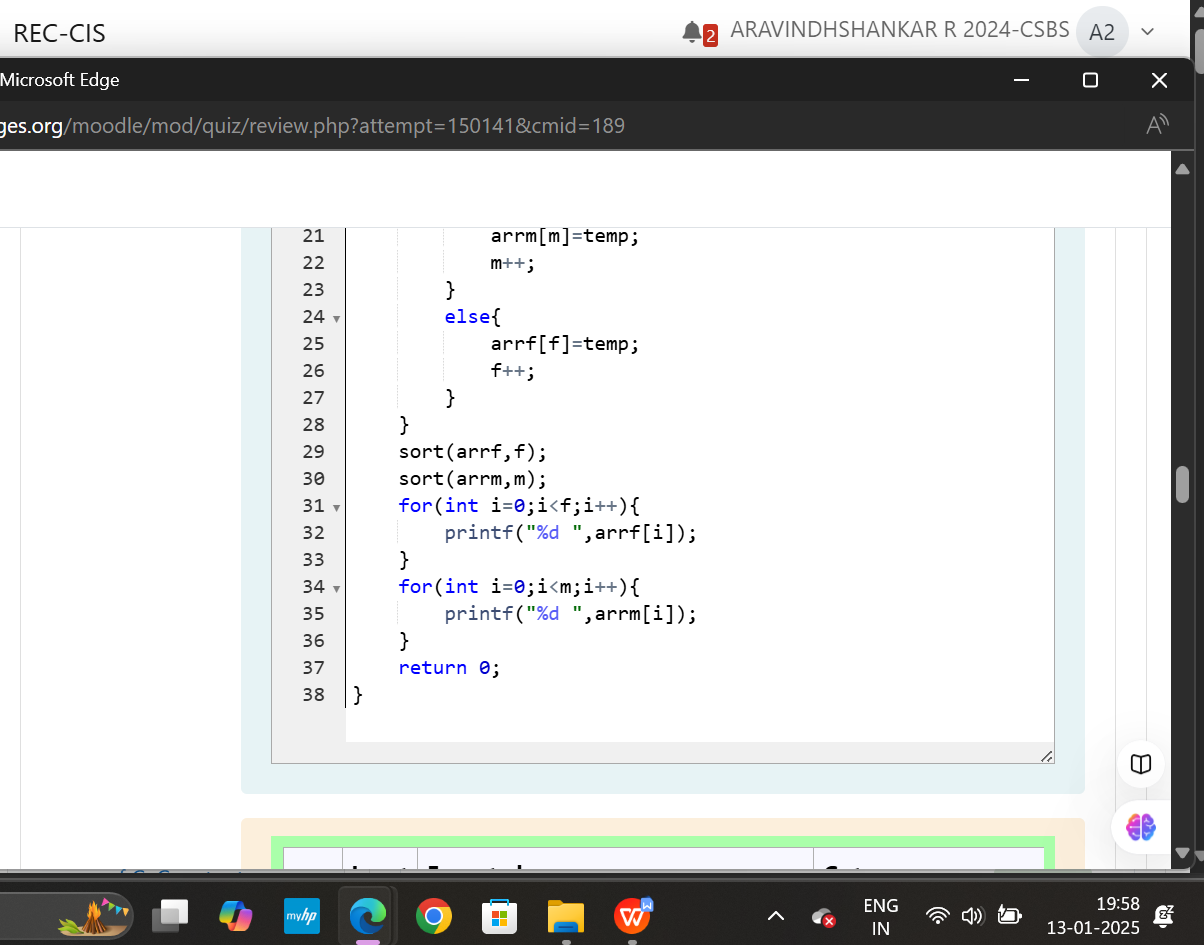 REC-CIS
2
ARAVINDHSHANKAR R 2024-CSBS
A2
Microsoft Edge
ges.org/moodle/mod/quiz/review.php?attempt=150141&cmid=189
21 arrm[m]=temp;
22 m++;
23 }
24 else{
25 arrf[f]=temp;
26 f++;
27 }
28 }
29 sort(arrf,f);
30 sort(arrm,m);
31 for(int i=0;i<f;i++){
32 printf("%d ",arrf[i]);
33 }
34 for(int i=0;i<m;i++){
35 printf("%d ",arrm[i]);
36 }
37 return 0;
38 }
myhp
W
W
ENG
IN
19:58
13-01-2025